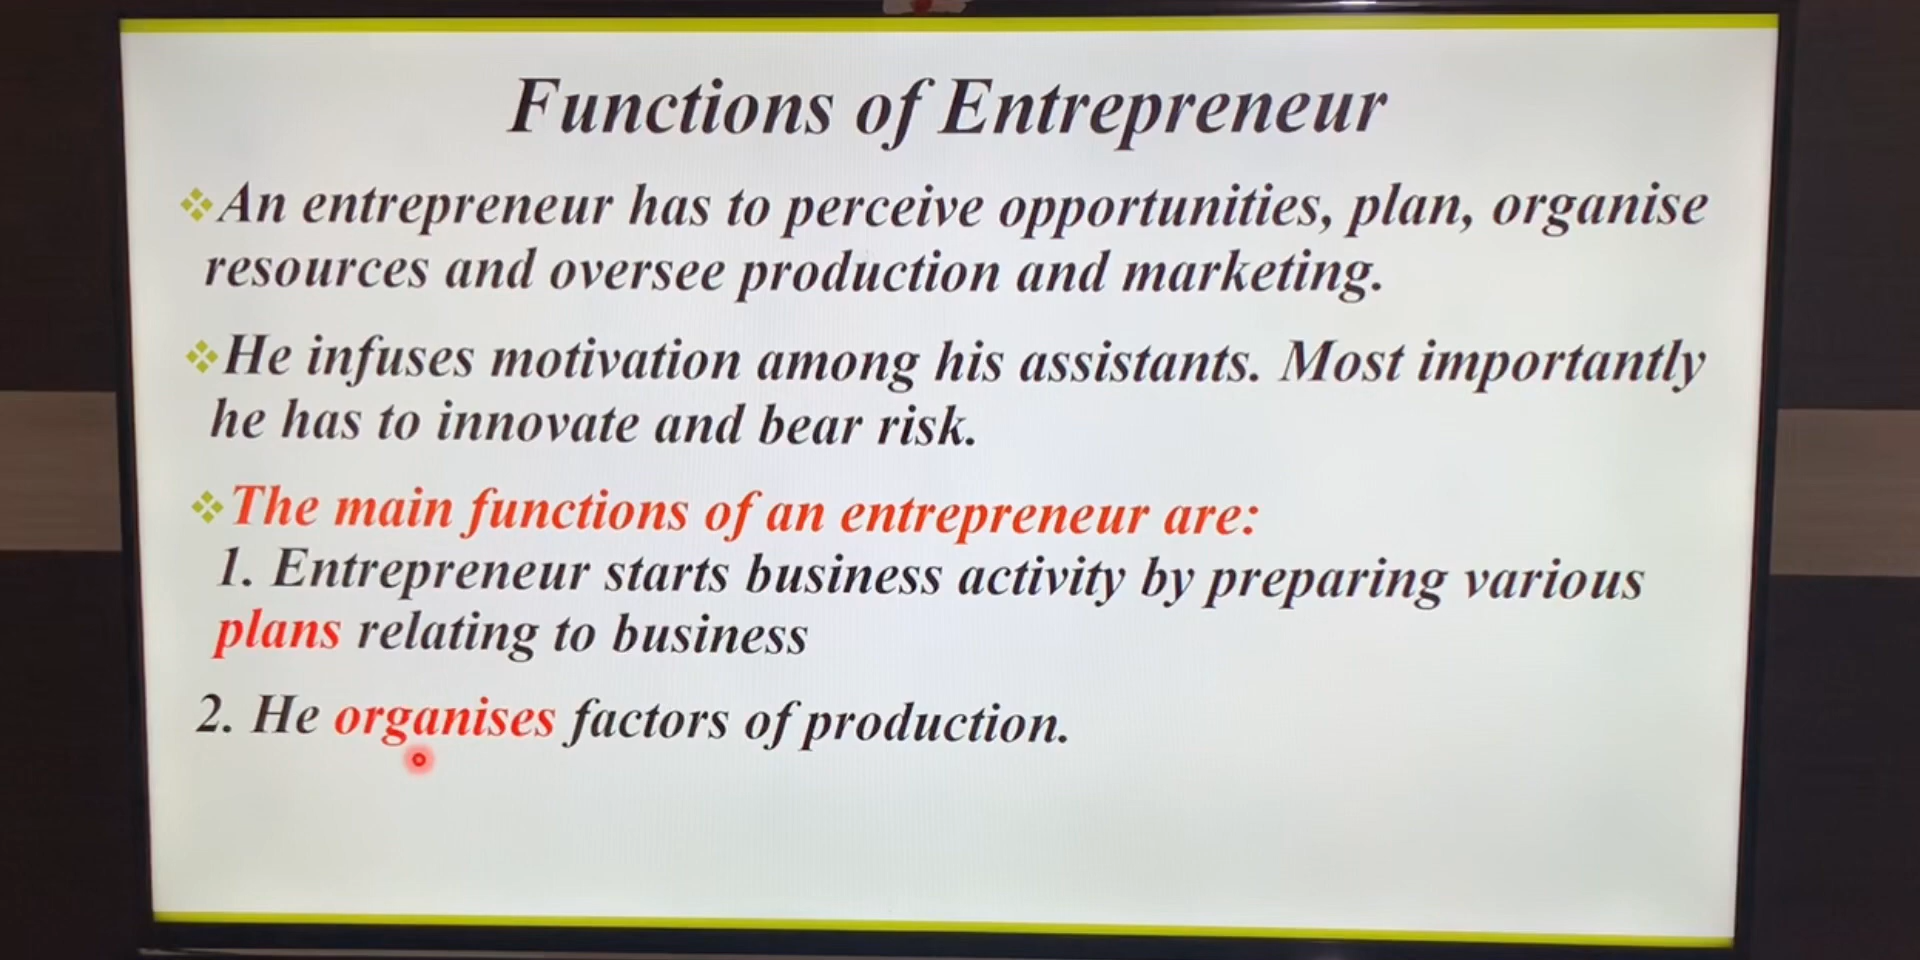 Functions of Entrepreneur
An entrepreneur has to perceive opportunities, plan, organise
resources and oversee production and marketing.
He infuses motivation among his assistants. Most importantly
he has to innovate and bear risk.
The main functions of an entrepreneur are:
1. Entrepreneur starts business activity by preparing various
plans relating to business
2. He organises factors of production.